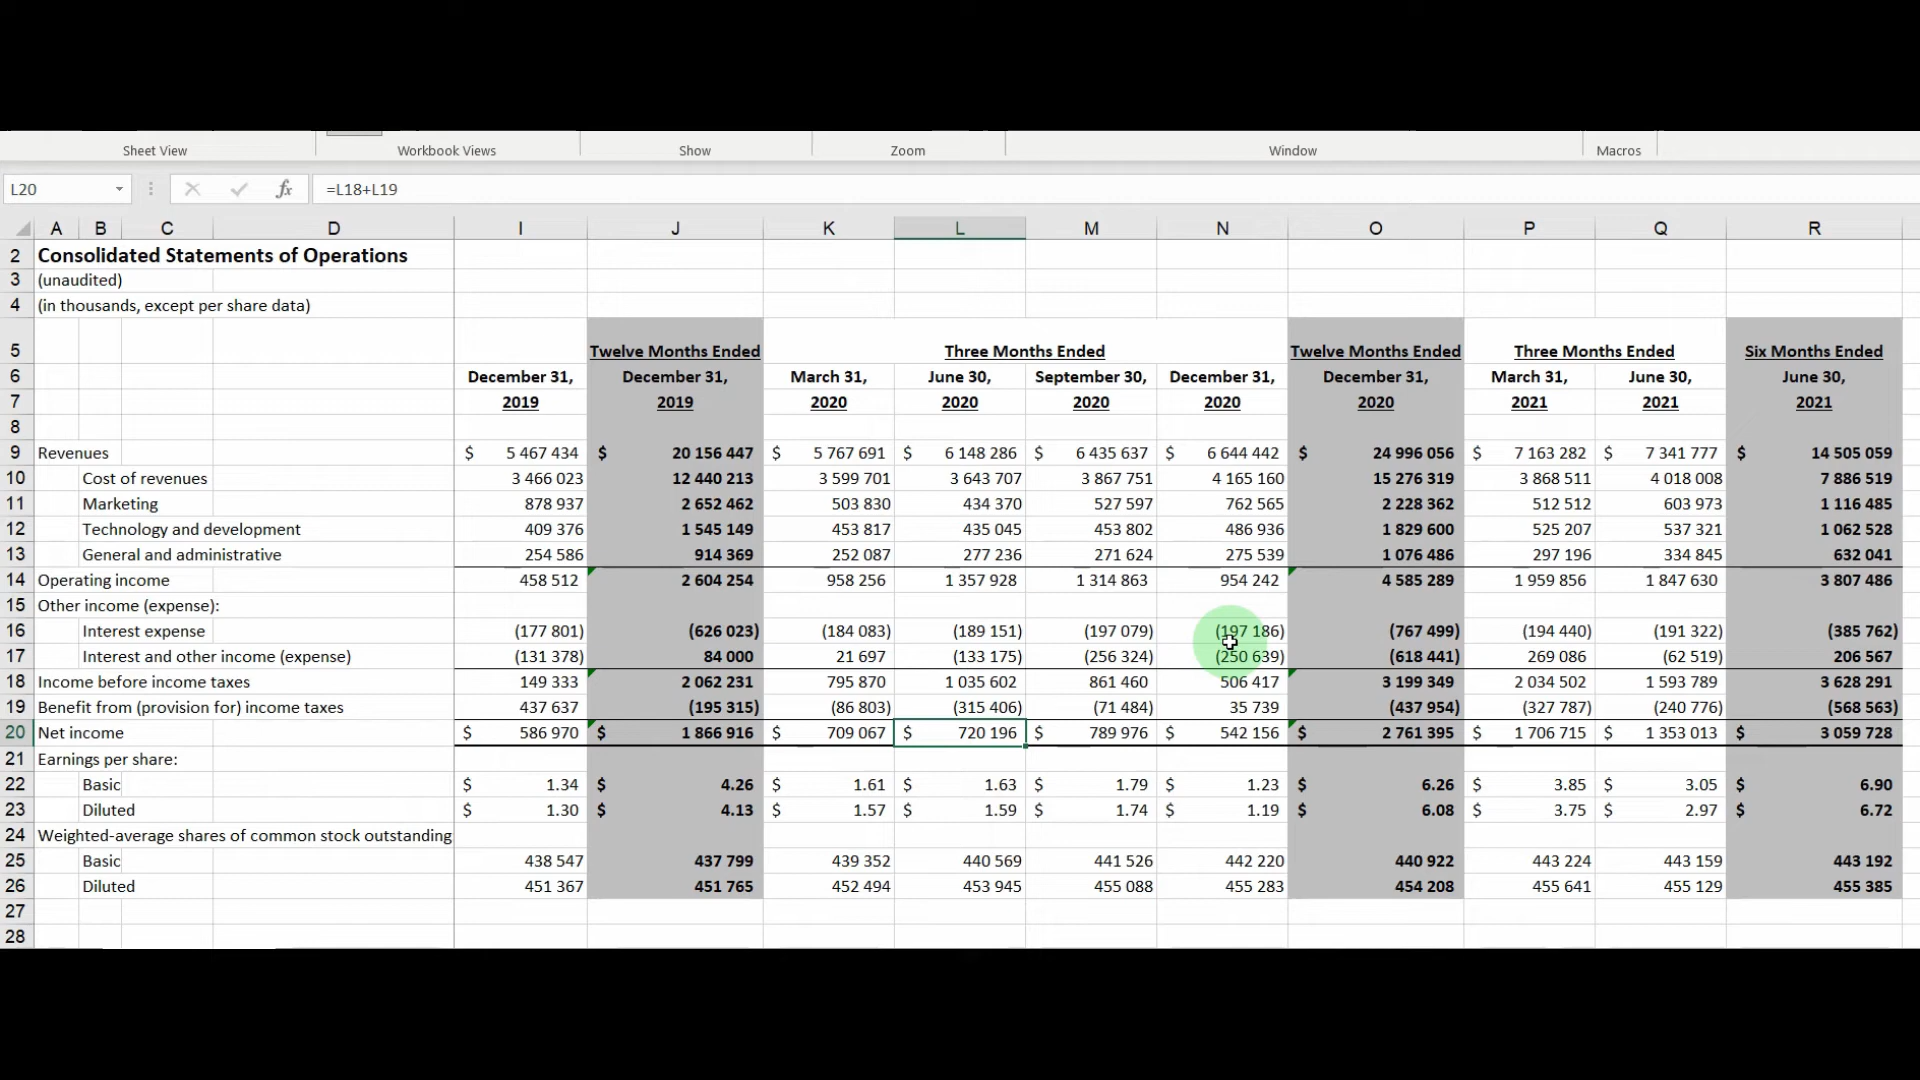 Sheet View Workbook Views Show Zoom Window Macros
L20 fx =L18+L19
A B C D I J K L M N O P Q R
2 Consolidated Statements of Operations
3 (unaudited)
4 (in thousands, except per share data)
5 Twelve Months Ended Three Months Ended Twelve Months Ended Three Months Ended Six Months Ended
6 December 31, December 31, March 31, June 30, September 30, December 31, December 31, March 31, June 30, June 30,
7 2019 2019 2020 2020 2020 2020 2020 2021 2021 2021
8
9 Revenues $ 5 467 434 $ 20 156 447 $ 5 767 691 $ 6 148 286 $ 6 435 637 $ 6 644 442 $ 24 996 056 $ 7 163 282 $ 7 341 777 $ 14 505 059
10 Cost of revenues 3 466 023 12 440 213 3 599 701 3 643 707 3 867 751 4 165 160 15 276 319 3 868 511 4 018 008 7 886 519
11 Marketing 878 937 2 652 462 503 830 434 370 527 597 762 565 2 228 362 512 512 603 973 1 116 485
12 Technology and development 409 376 1 545 149 453 817 435 045 453 802 486 936 1 829 600 525 207 537 321 1 062 528
13 General and administrative 254 586 914 369 252 087 277 236 271 624 275 539 1 076 486 297 196 334 845 632 041
14 Operating income 458 512 2 604 254 958 256 1 357 928 1 314 863 954 242 4 585 289 1 959 856 1 847 630 3 807 486
15 Other income (expense):
16 Interest expense (177 801) (626 023) (184 083) (189 151) (197 079) (197 186) (767 499) (194 440) (191 322) (385 762)
17 Interest and other income (expense) (131 378) 84 000 21 697 (133 175) (256 324) (250 639) (618 441) 269 086 (62 519) 206 567
18 Income before income taxes 149 333 2 062 231 795 870 1 035 602 861 460 506 417 3 199 349 2 034 502 1 593 789 3 628 291
19 Benefit from (provision for) income taxes 437 637 (195 315) (86 803) (315 406) (71 484) 35 739 (437 954) (327 787) (240 776) (568 563)
20 Net income $ 586 970 $ 1 866 916 $ 709 067 $ 720 196 $ 789 976 $ 542 156 $ 2 761 395 $ 1 706 715 $ 1 353 013 $ 3 059 728
21 Earnings per share:
22 Basic $ 1.34 $ 4.26 $ 1.61 $ 1.63 $ 1.79 $ 1.23 $ 6.26 $ 3.85 $ 3.05 $ 6.90
23 Diluted $ 1.30 $ 4.13 $ 1.57 $ 1.59 $ 1.74 $ 1.19 $ 6.08 $ 3.75 $ 2.97 $ 6.72
24 Weighted-average shares of common stock outstanding
25 Basic 438 547 437 799 439 352 440 569 441 526 442 220 440 922 443 224 443 159 443 192
26 Diluted 451 367 451 765 452 494 453 945 455 088 455 283 454 208 455 641 455 129 455 385
27
28